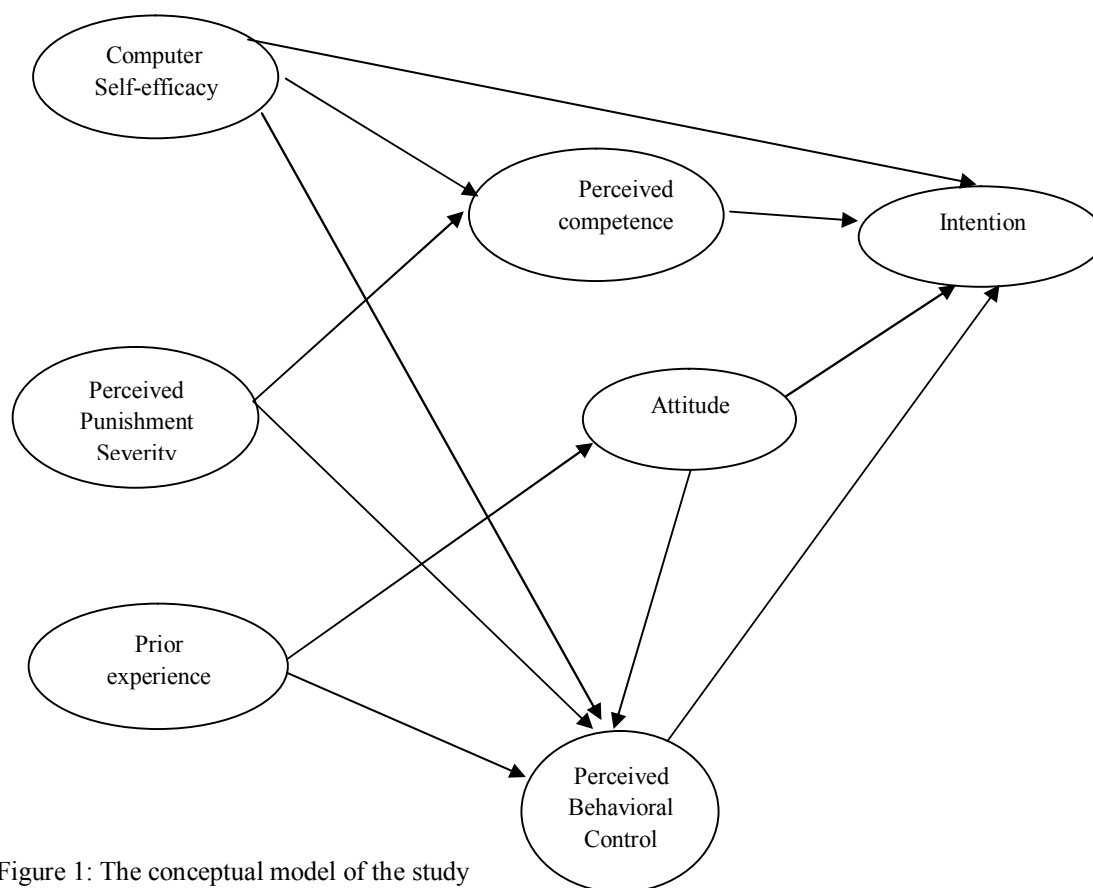 Computer
Self-efficacy
Perceived
competence
Intention
Perceived
Punishment
Severity
Attitude
Prior
experience
Perceived
Behavioral
Control
Figure 1: The conceptual model of the study